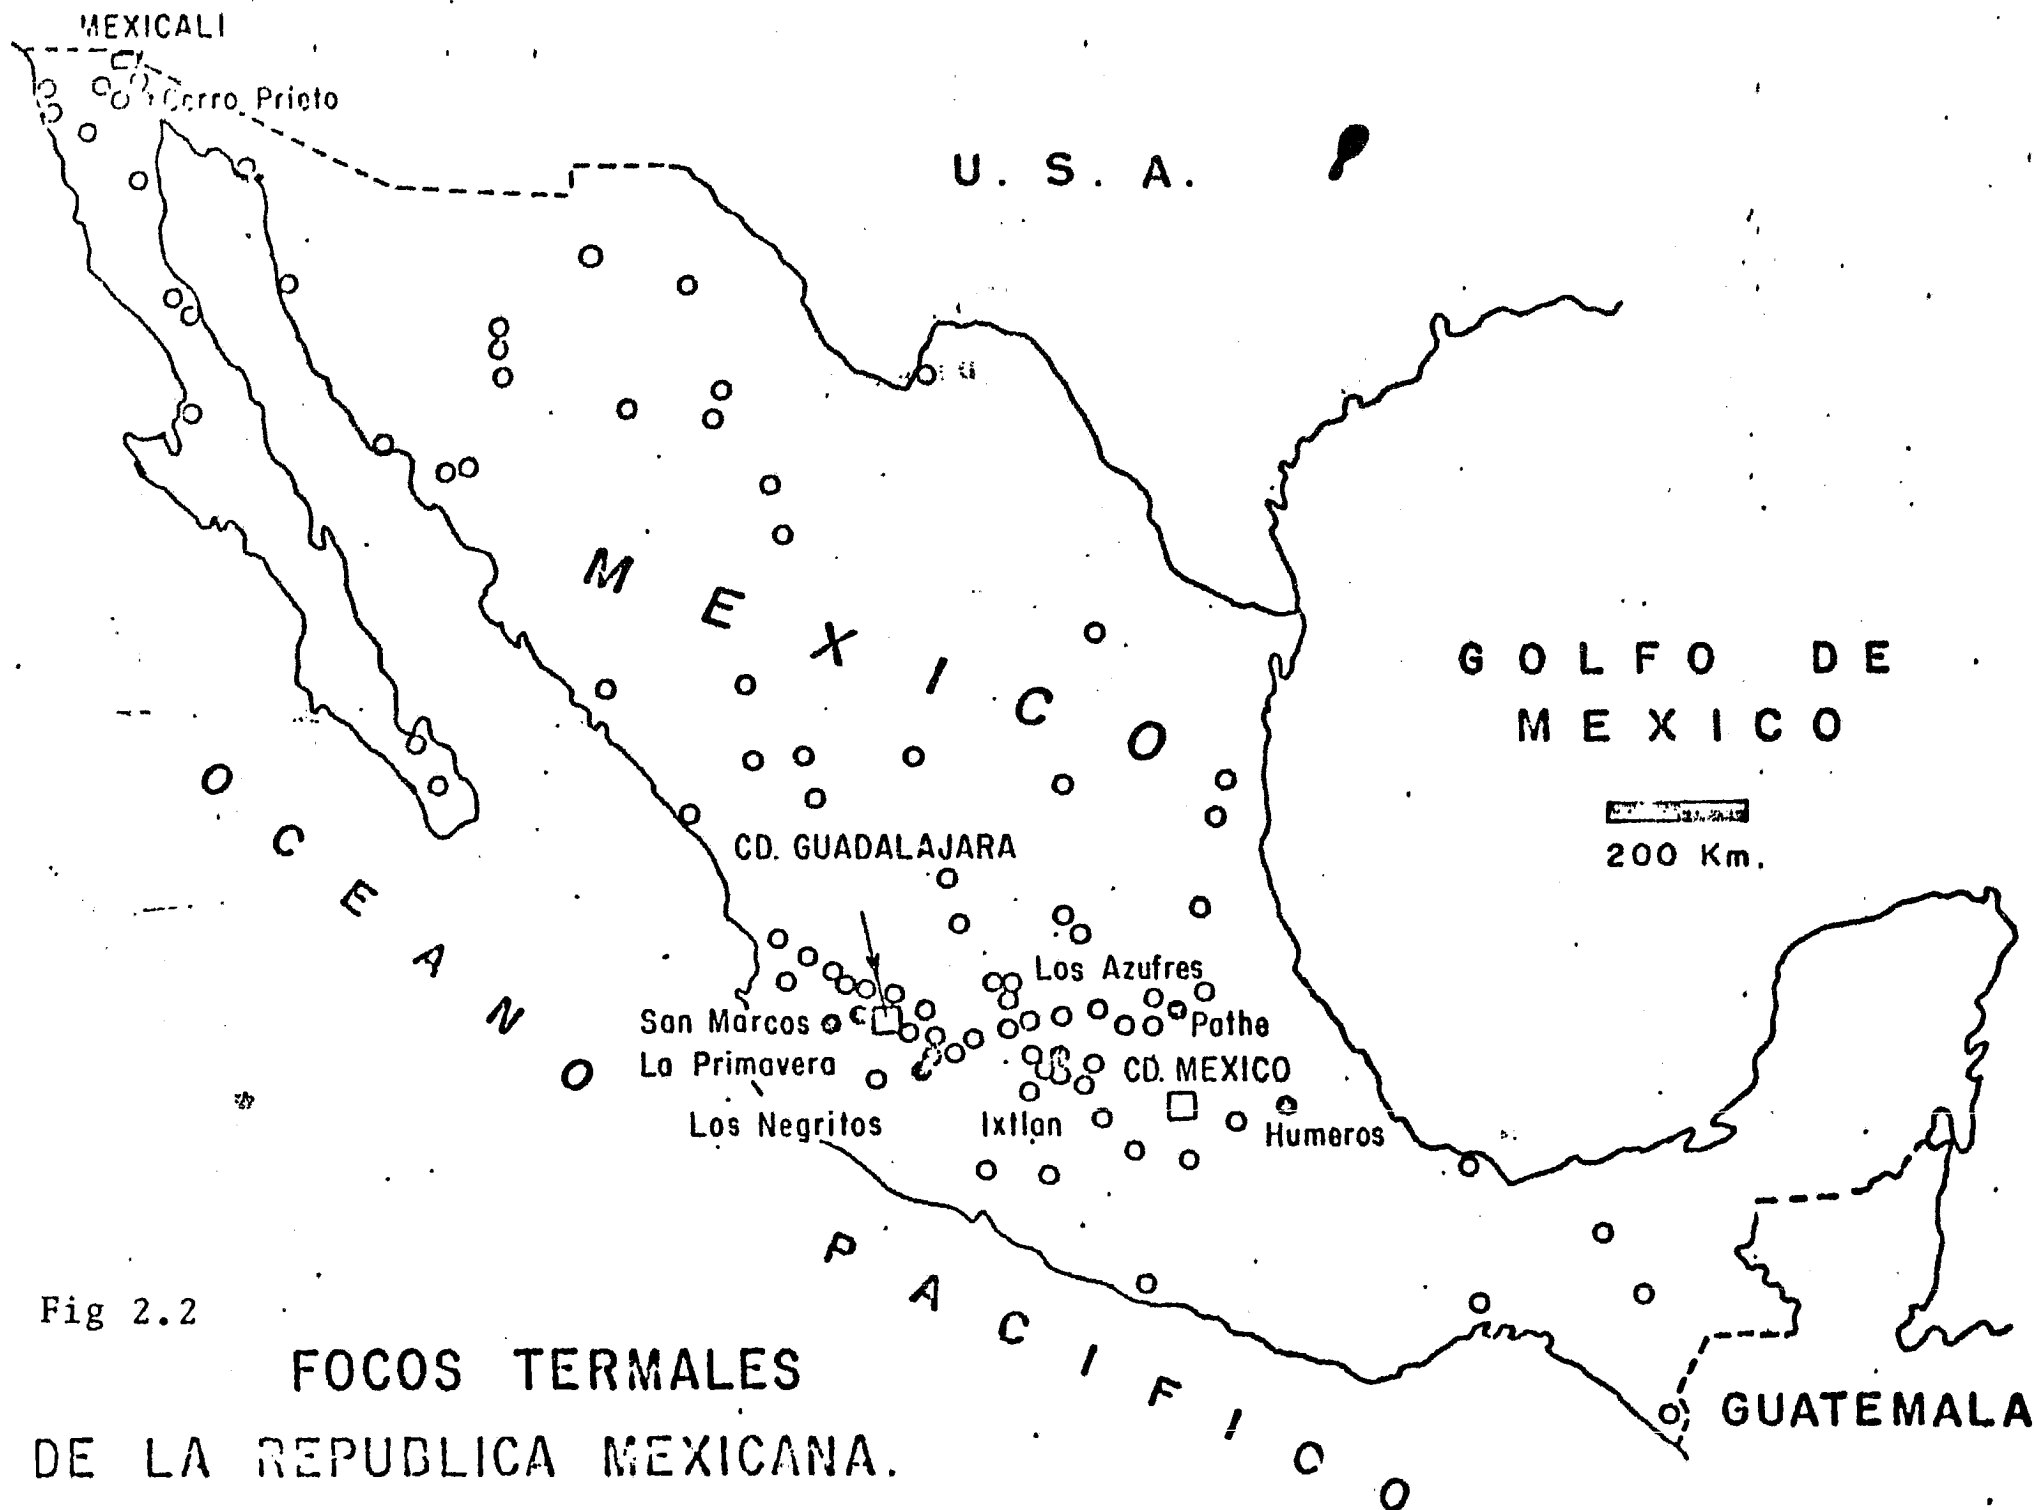 MEXICALI
Cerro Prieto
U. S. A.
MEXICO
GOLFO DE
MEXICO
200 Km.
CD. GUADALAJARA
Los Azufres
San Marcos
Pathe
La Primavera
CD. MEXICO
Los Negritos
Ixtlan
Humeros
OCEANO
PACIFICO
GUATEMALA
Fig 2.2
FOCOS TERMALES
DE LA REPUBLICA MEXICANA.